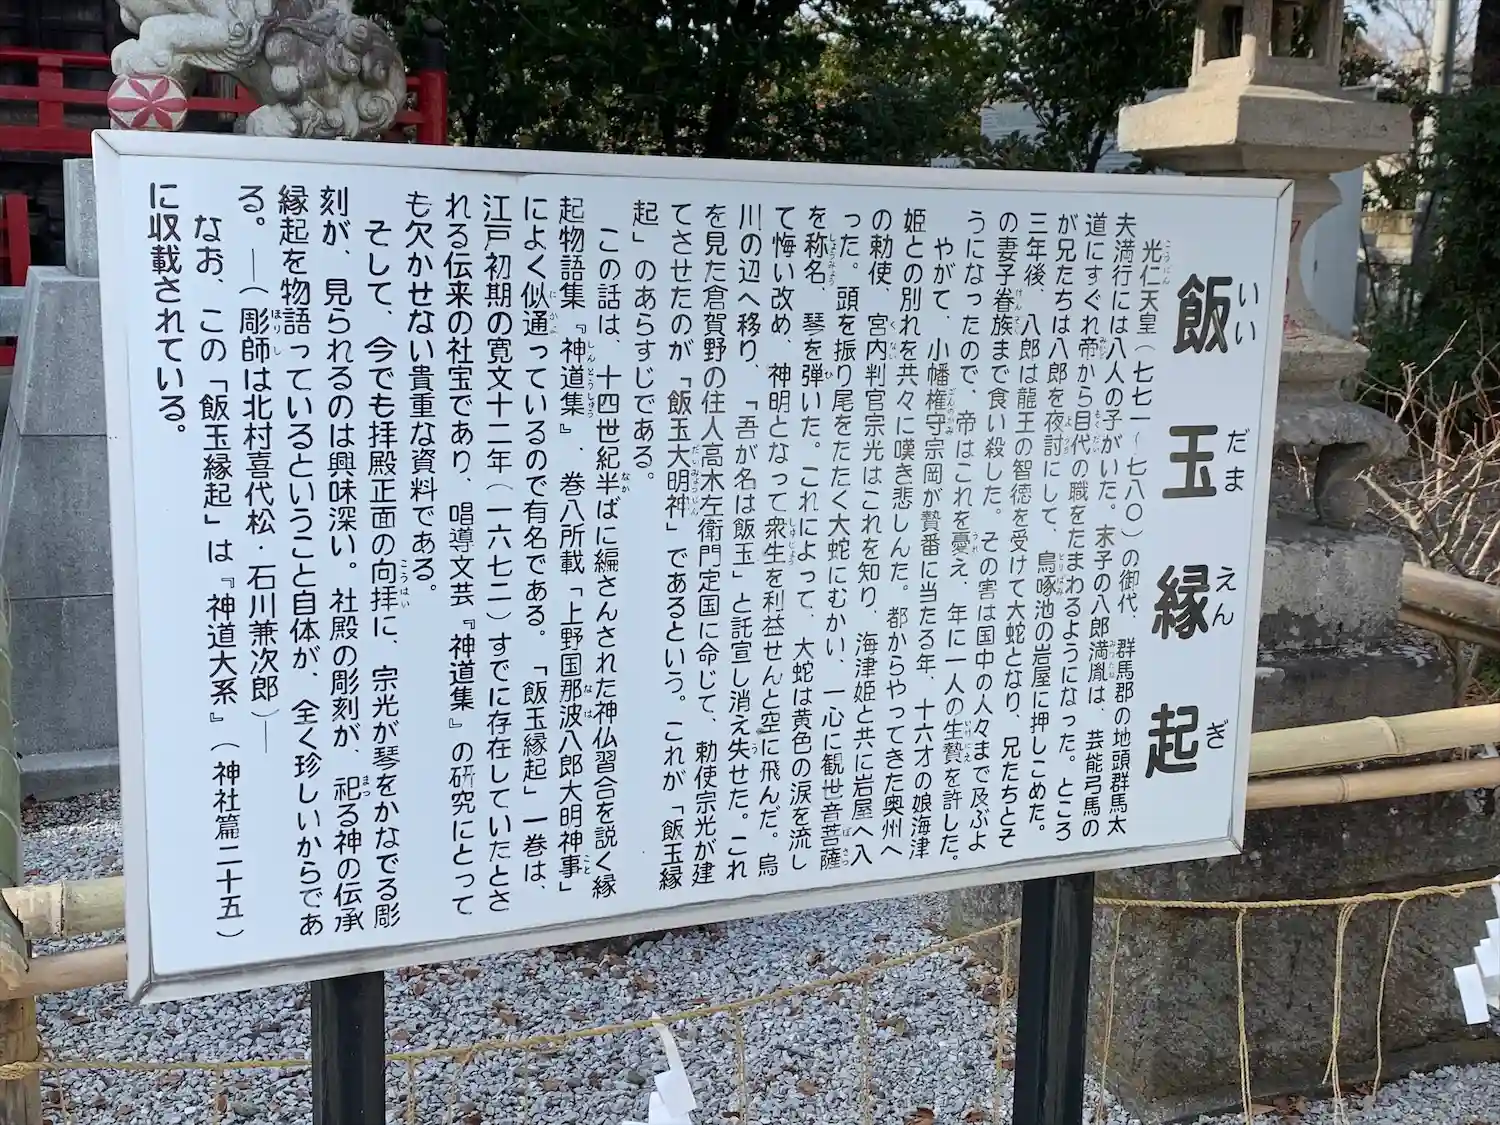 飯玉縁起
光仁天皇(七七一~七八〇)の御代、群馬郡の地頭群馬太
夫満行には八人の子がいた。末子の八郎満胤は、芸能弓馬の
道にすぐれ帝から目代の職をたまわるようになった。ところ
が兄たちは八郎を夜討にして、鳥啄池の岩屋に押しこめた。
三年後、八郎は龍王の智徳を受けて大蛇となり、兄たちとそ
の妻子眷族まで食い殺した。その害は国中の人々まで及ぶよ
うになったので、帝はこれを憂え、年に一人の生贄を許した。
やがて、小幡権守宗岡が贄番に当たる年、十六才の娘海津
姫との別れを共々に嘆き悲しんだ。都からやってきた奥州へ
の勅使、宮内判官宗光はこれを知り、海津姫と共に岩屋へ入
った。頭を振り尾をたたく大蛇にむかい、一心に観世音菩薩
を称名、琴を弾いた。これによって、大蛇は黄色の涙を流し
て悔い改め、神明となって衆生を利益せんと空に飛んだ。烏
川の辺へ移り、「吾が名は飯玉」と託宣し消え失せた。これ
を見た倉賀野の住人高木左衛門定国に命じて、勅使宗光が建
てさせたのが「飯玉大明神」であるという。これが「飯玉縁
起」のあらすじである。
この話は、十四世紀半ばに編さんされた神仏習合を説く縁
起物語集『神道集』、巻八所載「上野国那波八郎大明神事」
によく似通っているので有名である。「飯玉縁起」一巻は、
江戸初期の寛文十二年(一六七二)すでに存在していたとさ
れる伝来の社宝であり、唱導文芸『神道集』の研究にとって
も欠かせない貴重な資料である。
そして、今でも拝殿正面の向拝に、宗光が琴をかなでる彫
刻が、見られるのは興味深い。社殿の彫刻が、祀る神の伝承
縁起を物語っているということ自体が、全く珍しいからであ
る。―(彫師は北村喜代松・石川兼次郎)―
なお、この「飯玉縁起」は『神道大系』(神社篇二十五)
に収載されている。